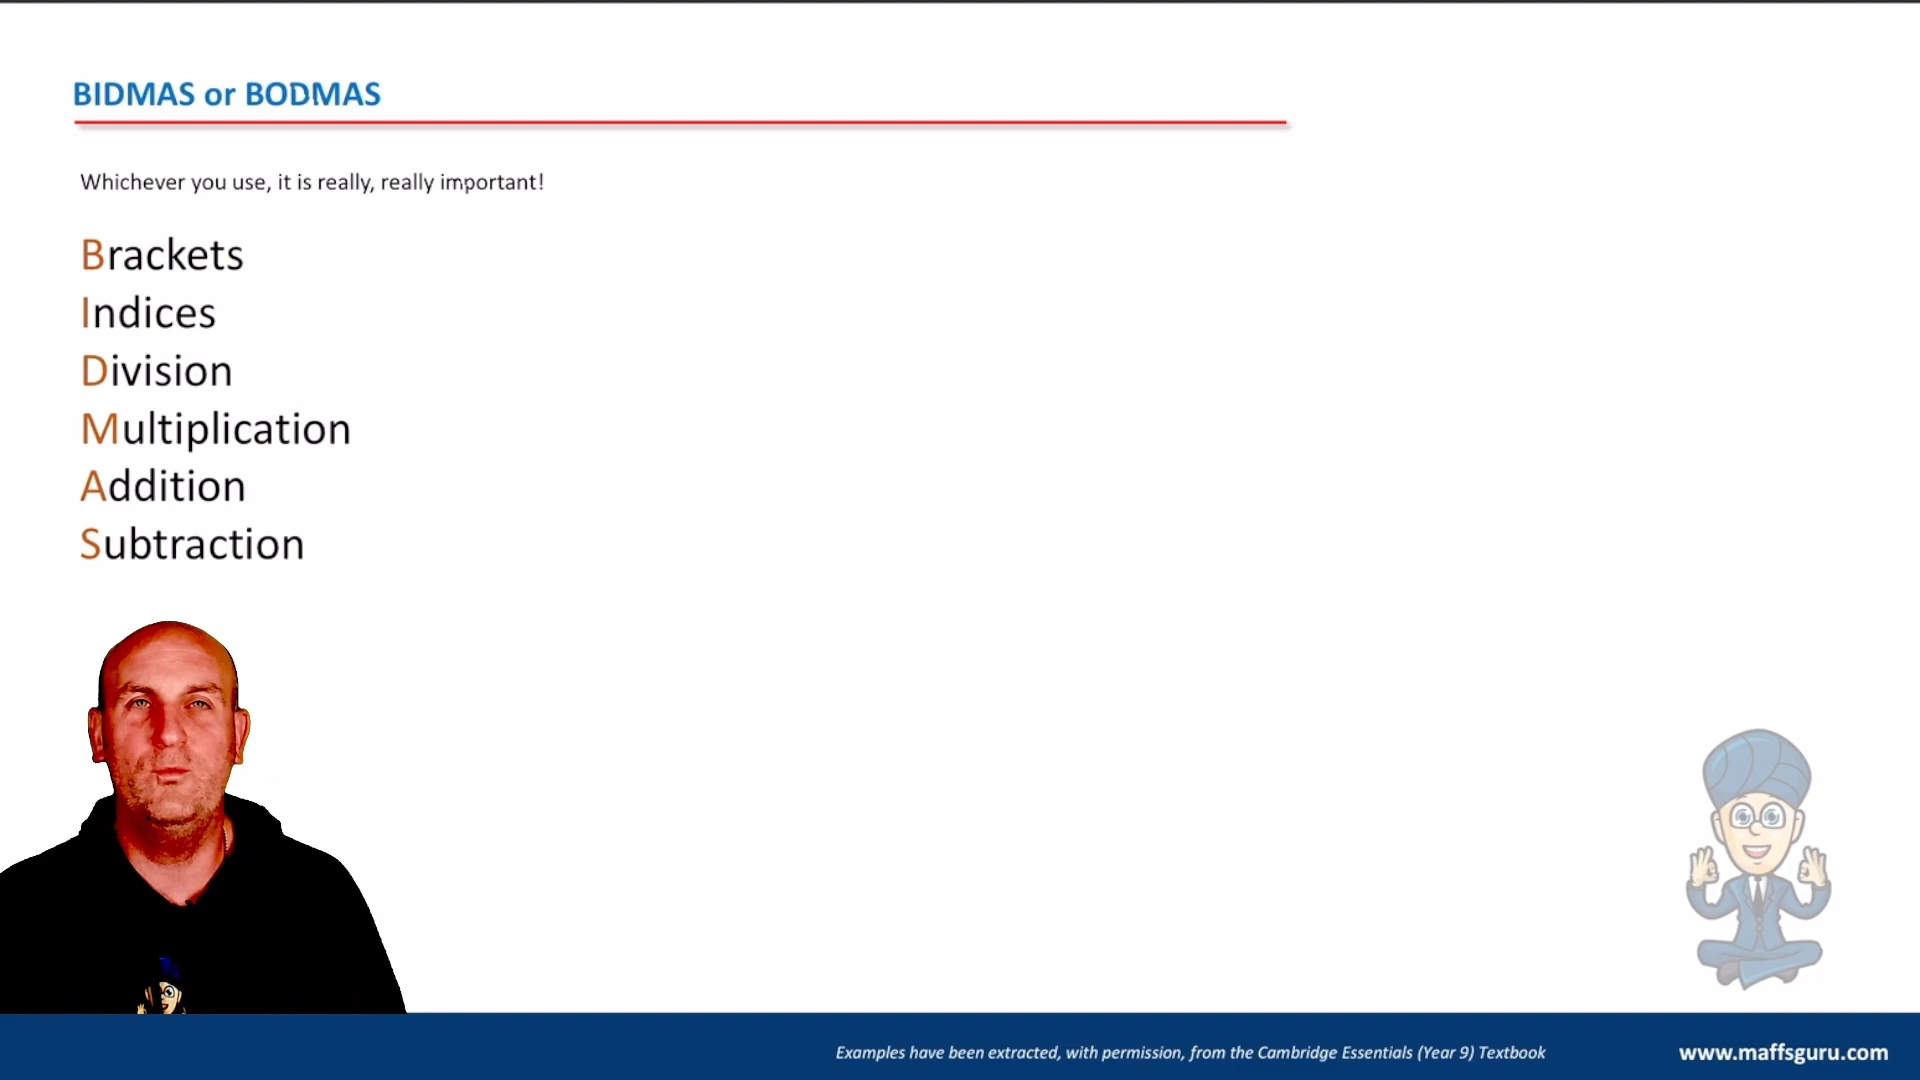 BIDMAS or BODMAS
Whichever you use, it is really, really important!
Brackets
Indices
Division
Multiplication
Addition
Subtraction
Examples have been extracted, with permission, from the Cambridge Essentials (Year 9) Textbook
www.maffsguru.com